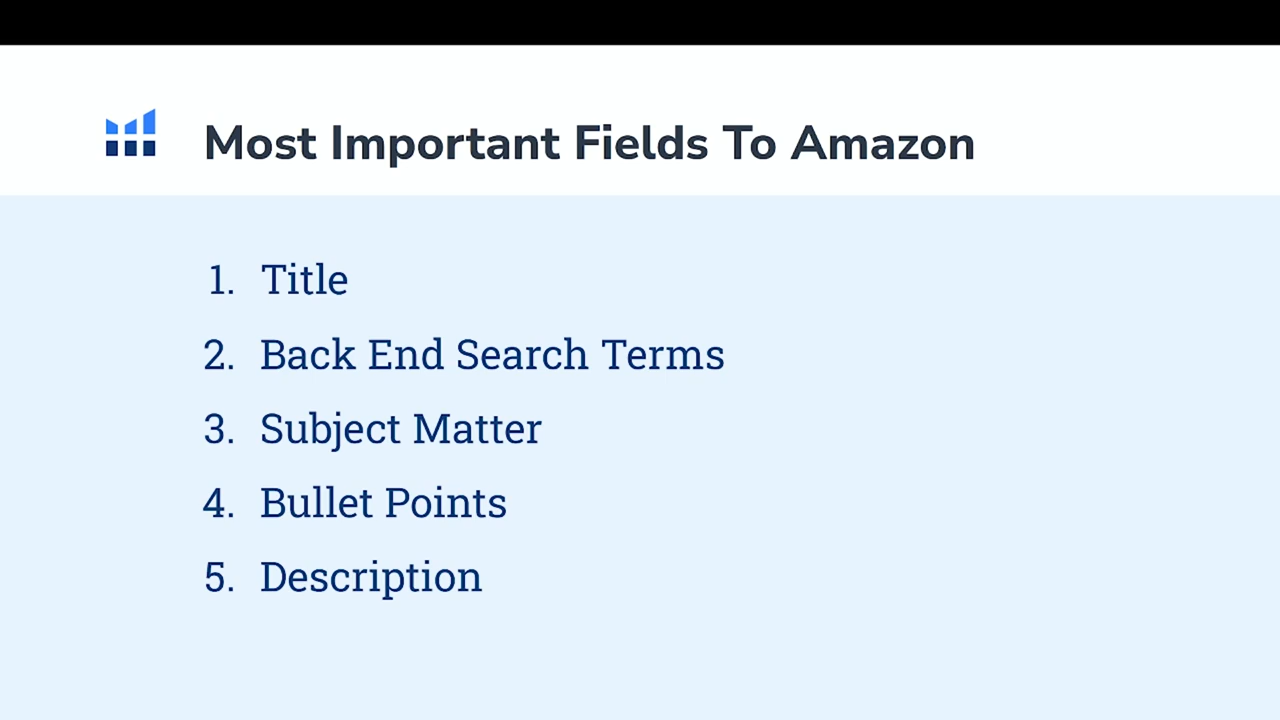 Most Important Fields To Amazon
1. Title
2. Back End Search Terms
3. Subject Matter
4. Bullet Points
5. Description